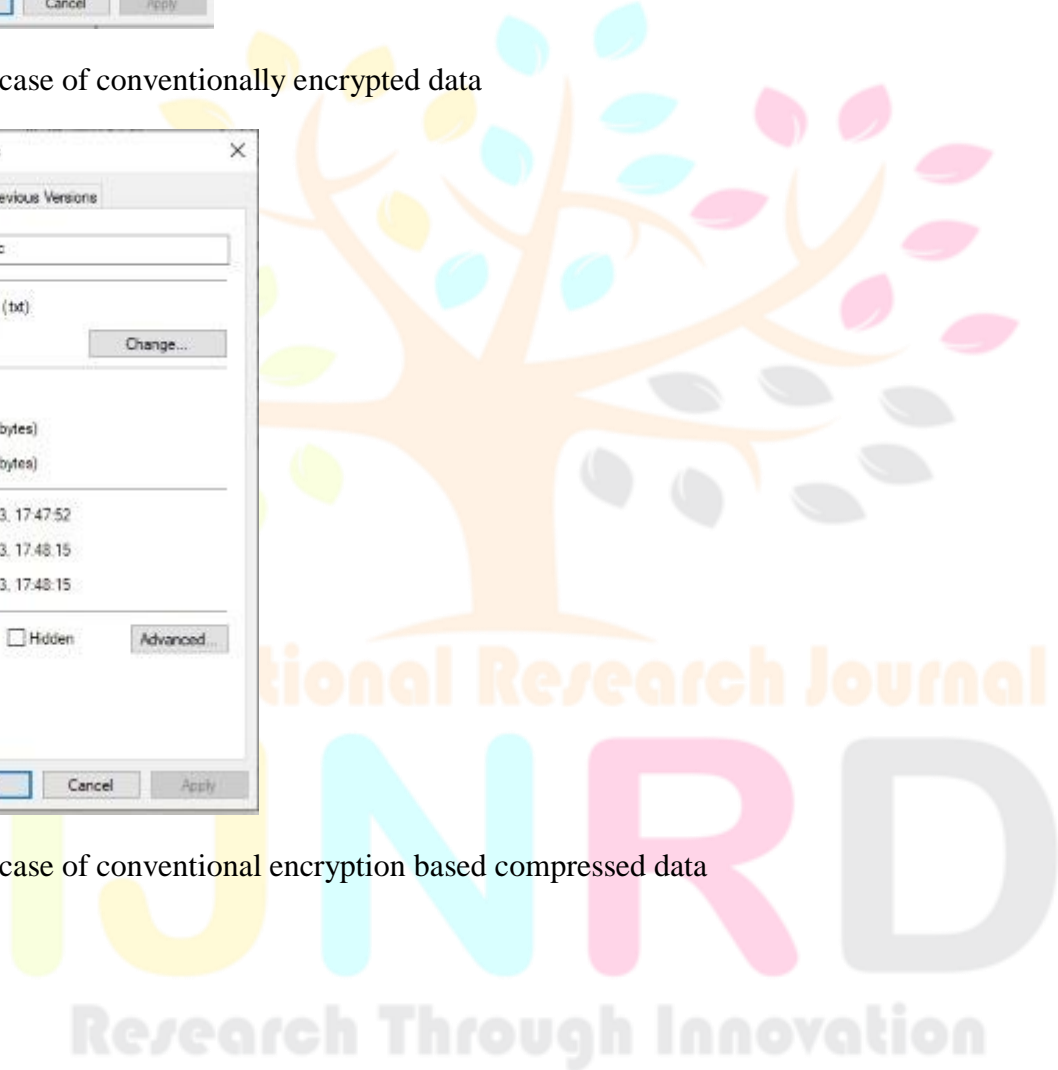 Cancel Apply
case of conventionally encrypted data
evious Versions
c
(txt)
Change...
bytes)
bytes)
3, 17:47:52
3, 17:48:15
3, 17:48:15
Hidden Advanced...
tional Research Journal
Cancel Apply
IJNRD
case of conventional encryption based compressed data
Research Through Innovation